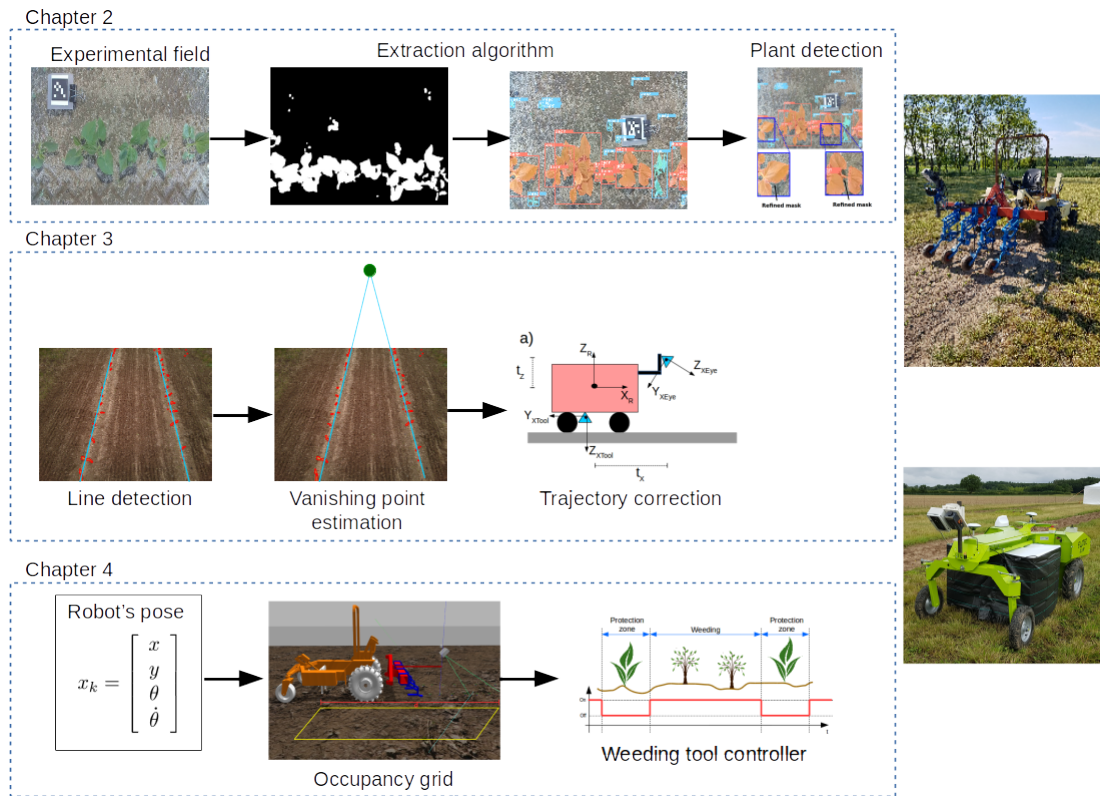 Chapter 2
Experimental field
Extraction algorithm
Plant detection
Refined mask
Refined mask
Chapter 3
a)
Z_R
t_Z
X_R
Z_XEye
Y_XEye
Y_XTool
Z_XTool
t_X
Line detection
Vanishing point
estimation
Trajectory correction
Chapter 4
Robot's pose
x_k =
x
y
θ
θ̇
Occupancy grid
Protection
zone
Weeding
Protection
zone
On
Off
t
Weeding tool controller